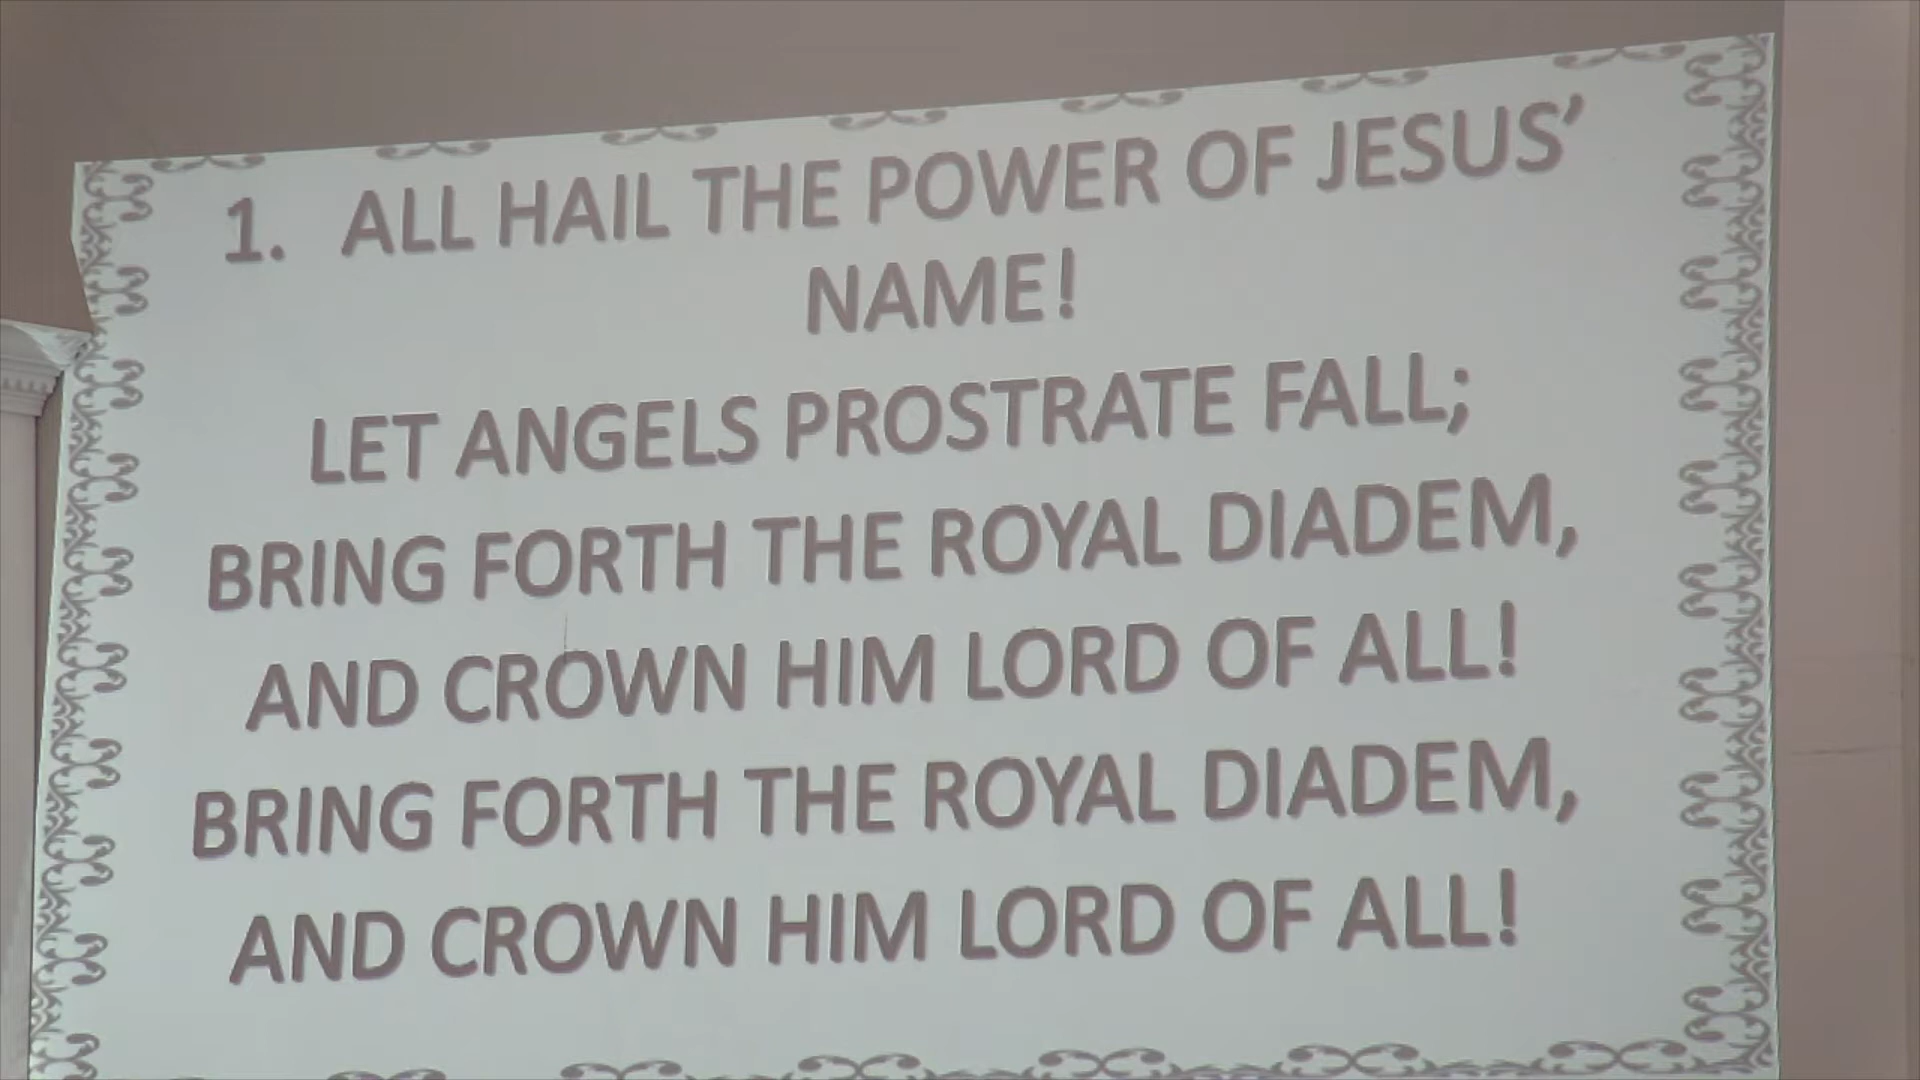 1. ALL HAIL THE POWER OF JESUS’
NAME!
LET ANGELS PROSTRATE FALL;
BRING FORTH THE ROYAL DIADEM,
AND CROWN HIM LORD OF ALL!
BRING FORTH THE ROYAL DIADEM,
AND CROWN HIM LORD OF ALL!